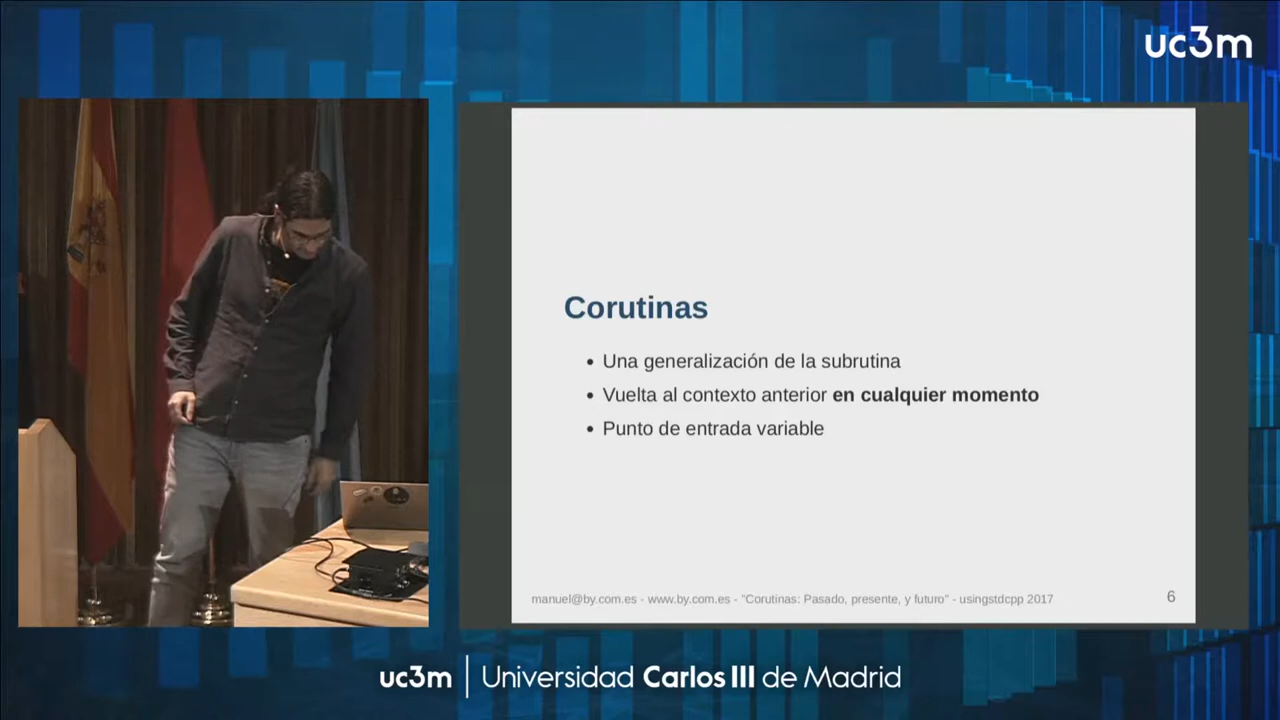 uc3m
Corutinas
• Una generalización de la subrutina
• Vuelta al contexto anterior en cualquier momento
• Punto de entrada variable
manuel@by.com.es - www.by.com.es - "Corutinas: Pasado, presente, y futuro" - usingstdcpp 2017
6
uc3m | Universidad Carlos III de Madrid